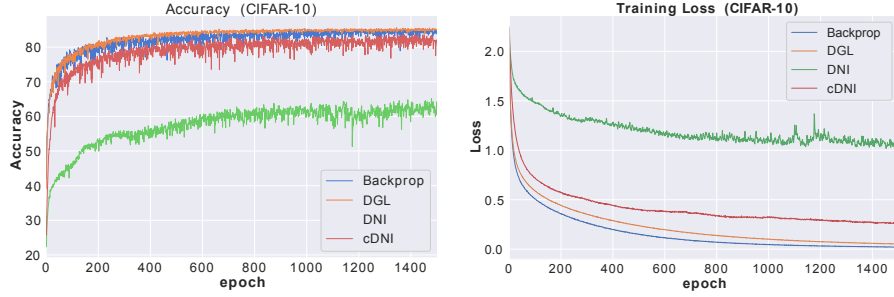 Accuracy (CIFAR-10)
80
70
60
50
40
30
20
0
200
400
600
800
1000
1200
1400
Accuracy
epoch
Backprop
DGL
DNI
cDNI
Training Loss (CIFAR-10)
2.0
1.5
1.0
0.5
0.0
0
200
400
600
800
1000
1200
1400
Loss
epoch
Backprop
DGL
DNI
cDNI